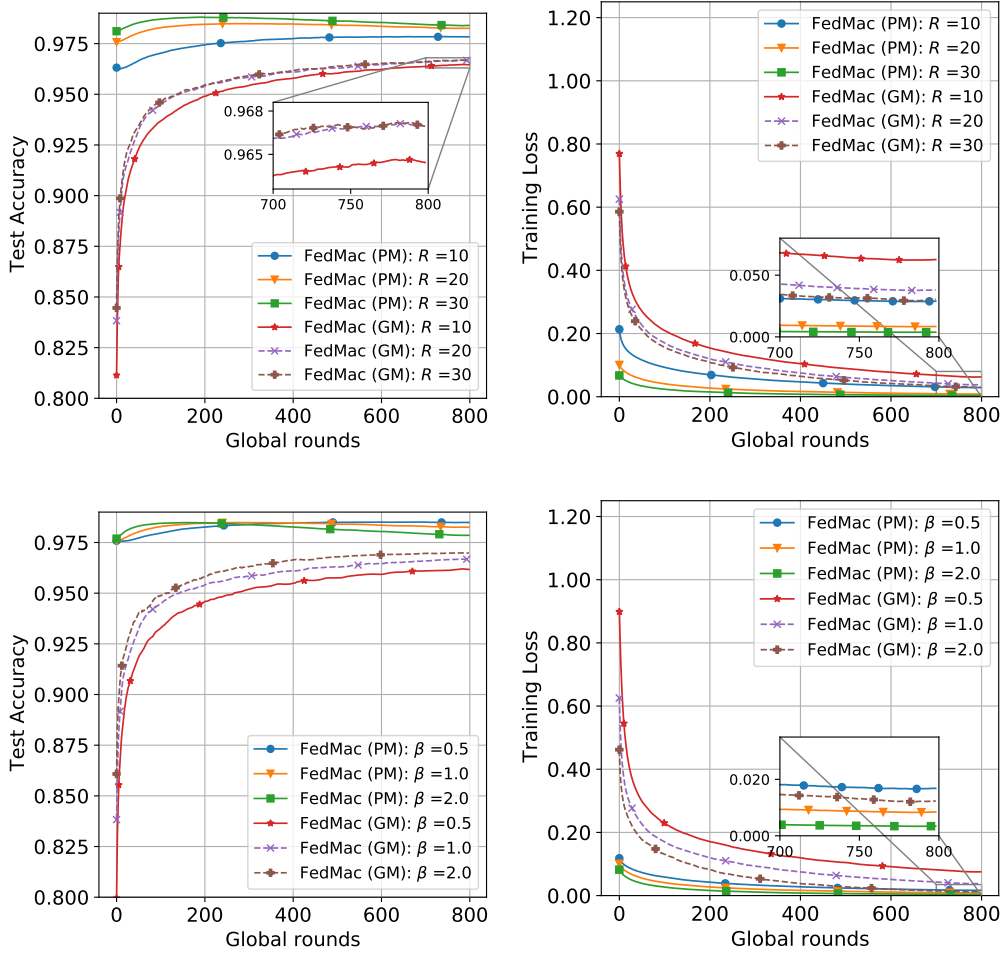 0.975
0.950
0.925
0.900
0.875
0.850
0.825
0.800
Test Accuracy
0.968
0.965
700
750
800
FedMac (PM): R =10
FedMac (PM): R =20
FedMac (PM): R =30
FedMac (GM): R =10
FedMac (GM): R =20
FedMac (GM): R =30
0
200
400
600
800
Global rounds
1.20
1.00
0.80
0.60
0.40
0.20
0.00
Training Loss
FedMac (PM): R =10
FedMac (PM): R =20
FedMac (PM): R =30
FedMac (GM): R =10
FedMac (GM): R =20
FedMac (GM): R =30
0.050
0.000
700
750
800
0
200
400
600
800
Global rounds
0.975
0.950
0.925
0.900
0.875
0.850
0.825
0.800
Test Accuracy
FedMac (PM): β =0.5
FedMac (PM): β =1.0
FedMac (PM): β =2.0
FedMac (GM): β =0.5
FedMac (GM): β =1.0
FedMac (GM): β =2.0
0
200
400
600
800
Global rounds
1.20
1.00
0.80
0.60
0.40
0.20
0.00
Training Loss
FedMac (PM): β =0.5
FedMac (PM): β =1.0
FedMac (PM): β =2.0
FedMac (GM): β =0.5
FedMac (GM): β =1.0
FedMac (GM): β =2.0
0.020
0.000
700
750
800
0
200
400
600
800
Global rounds